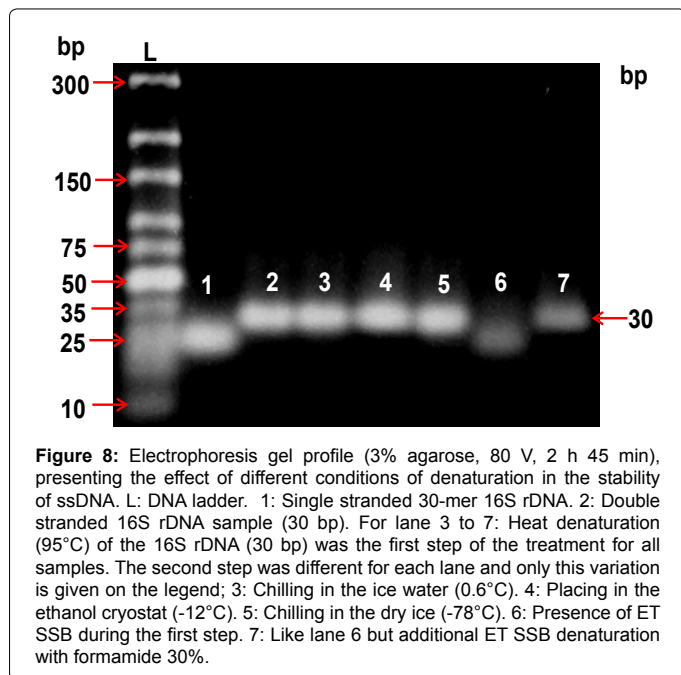 bp
L
bp
300
150
75
50
35
25
10
1
2
3
4
5
6
7
30
Figure 8: Electrophoresis gel profile (3% agarose, 80 V, 2 h 45 min),
presenting the effect of different conditions of denaturation in the stability
of ssDNA. L: DNA ladder. 1: Single stranded 30-mer 16S rDNA. 2: Double
stranded 16S rDNA sample (30 bp). For lane 3 to 7: Heat denaturation
(95°C) of the 16S rDNA (30 bp) was the first step of the treatment for all
samples. The second step was different for each lane and only this variation
is given on the legend; 3: Chilling in the ice water (0.6°C). 4: Placing in the
ethanol cryostat (-12°C). 5: Chilling in the dry ice (-78°C). 6: Presence of ET
SSB during the first step. 7: Like lane 6 but additional ET SSB denaturation
with formamide 30%.